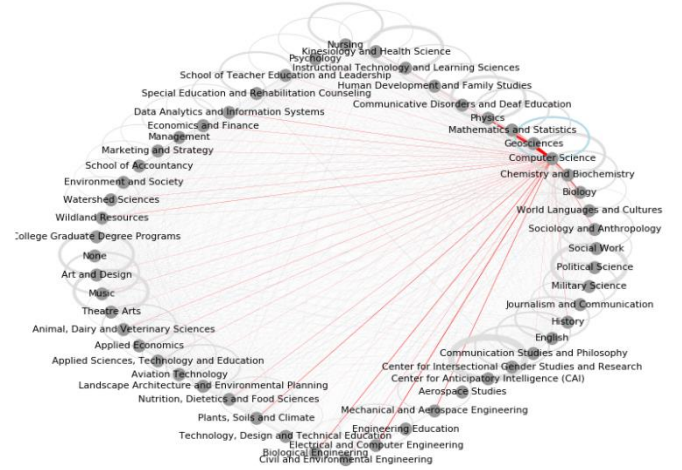 Nursing
Kinesiology and Health Science
Psychology
Instructional Technology and Learning Sciences
School of Teacher Education and Leadership
Human Development and Family Studies
Special Education and Rehabilitation Counseling
Communicative Disorders and Deaf Education
Data Analytics and Information Systems
Physics
Economics and Finance
Mathematics and Statistics
Management
Geosciences
Marketing and Strategy
Computer Science
School of Accountancy
Chemistry and Biochemistry
Environment and Society
Biology
Watershed Sciences
World Languages and Cultures
Wildland Resources
Sociology and Anthropology
College Graduate Degree Programs
Social Work
None
Political Science
Art and Design
Military Science
Music
Journalism and Communication
Theatre Arts
History
Animal, Dairy and Veterinary Sciences
English
Applied Economics
Communication Studies and Philosophy
Applied Sciences, Technology and Education
Center for Intersectional Gender Studies and Research
Aviation Technology
Center for Anticipatory Intelligence (CAI)
Landscape Architecture and Environmental Planning
Aerospace Studies
Nutrition, Dietetics and Food Sciences
Mechanical and Aerospace Engineering
Plants, Soils and Climate
Engineering Education
Technology, Design and Technical Education
Electrical and Computer Engineering
Biological Engineering
Civil and Environmental Engineering